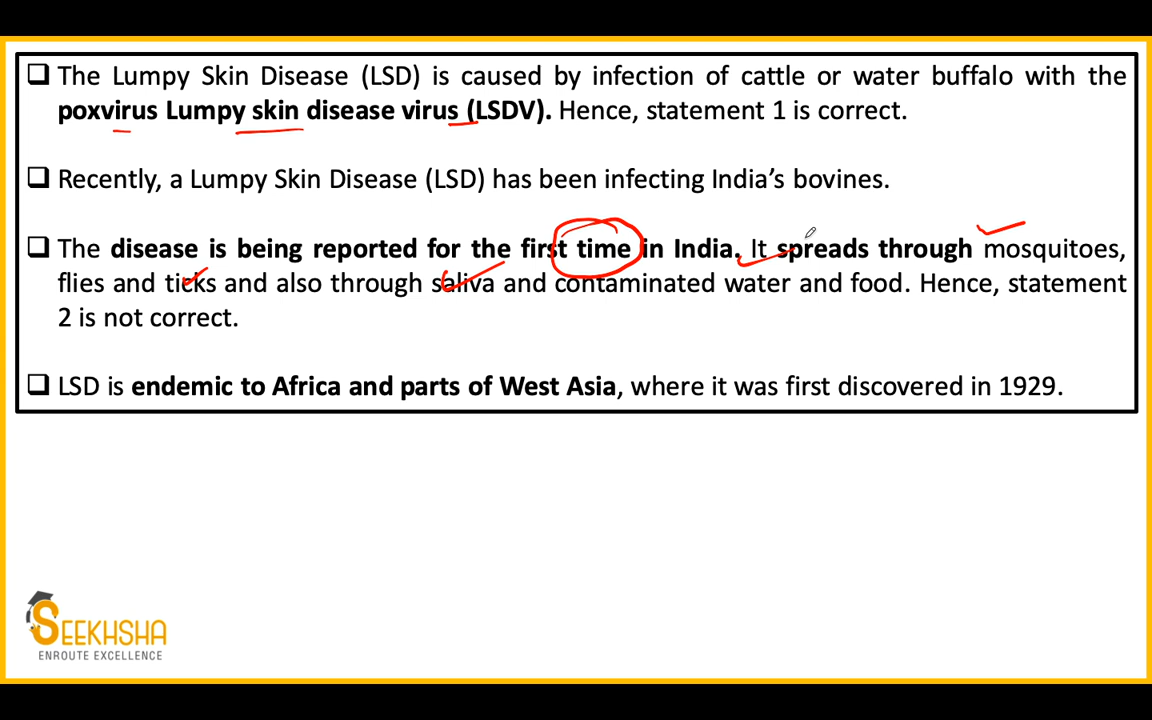 ❑ The Lumpy Skin Disease (LSD) is caused by infection of cattle or water buffalo with the
poxvirus Lumpy skin disease virus (LSDV). Hence, statement 1 is correct.
❑ Recently, a Lumpy Skin Disease (LSD) has been infecting India’s bovines.
❑ The disease is being reported for the first time in India. It spreads through mosquitoes,
flies and ticks and also through saliva and contaminated water and food. Hence, statement
2 is not correct.
❑ LSD is endemic to Africa and parts of West Asia, where it was first discovered in 1929.
SEEKHSHA
ENROUTE EXCELLENCE